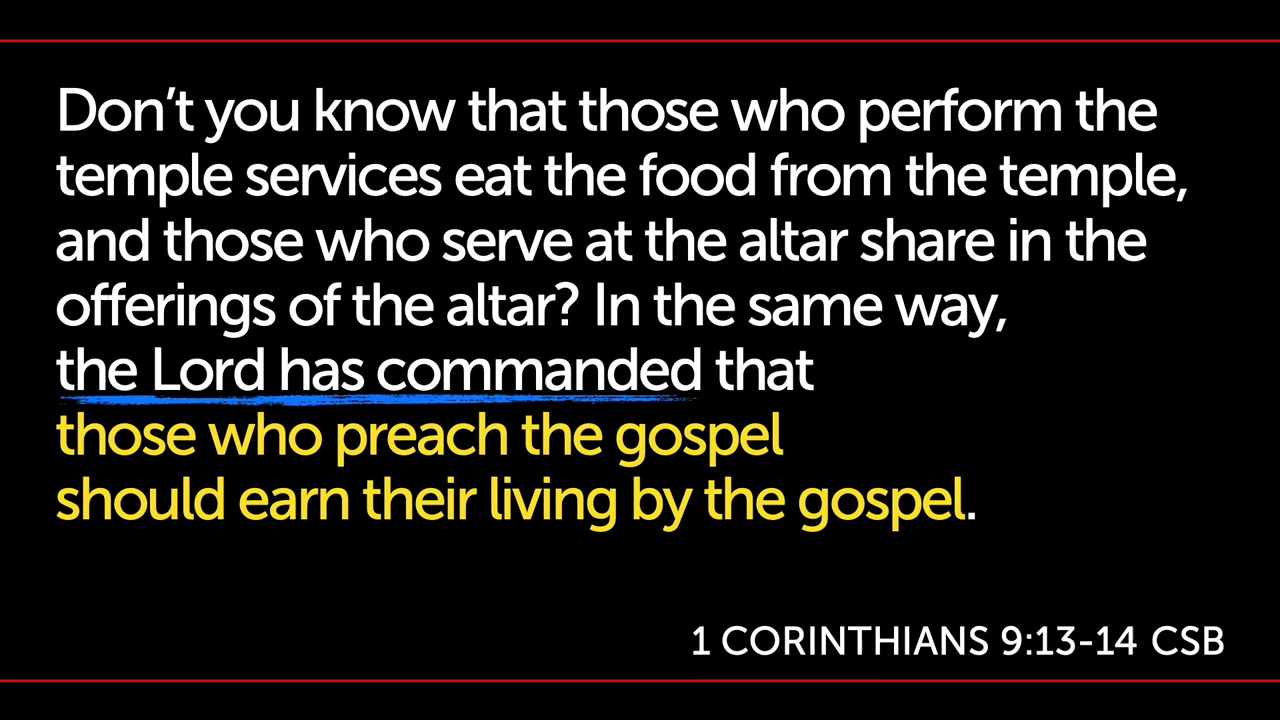 Don’t you know that those who perform the
temple services eat the food from the temple,
and those who serve at the altar share in the
offerings of the altar? In the same way,
the Lord has commanded that
those who preach the gospel
should earn their living by the gospel.
1 CORINTHIANS 9:13-14 CSB